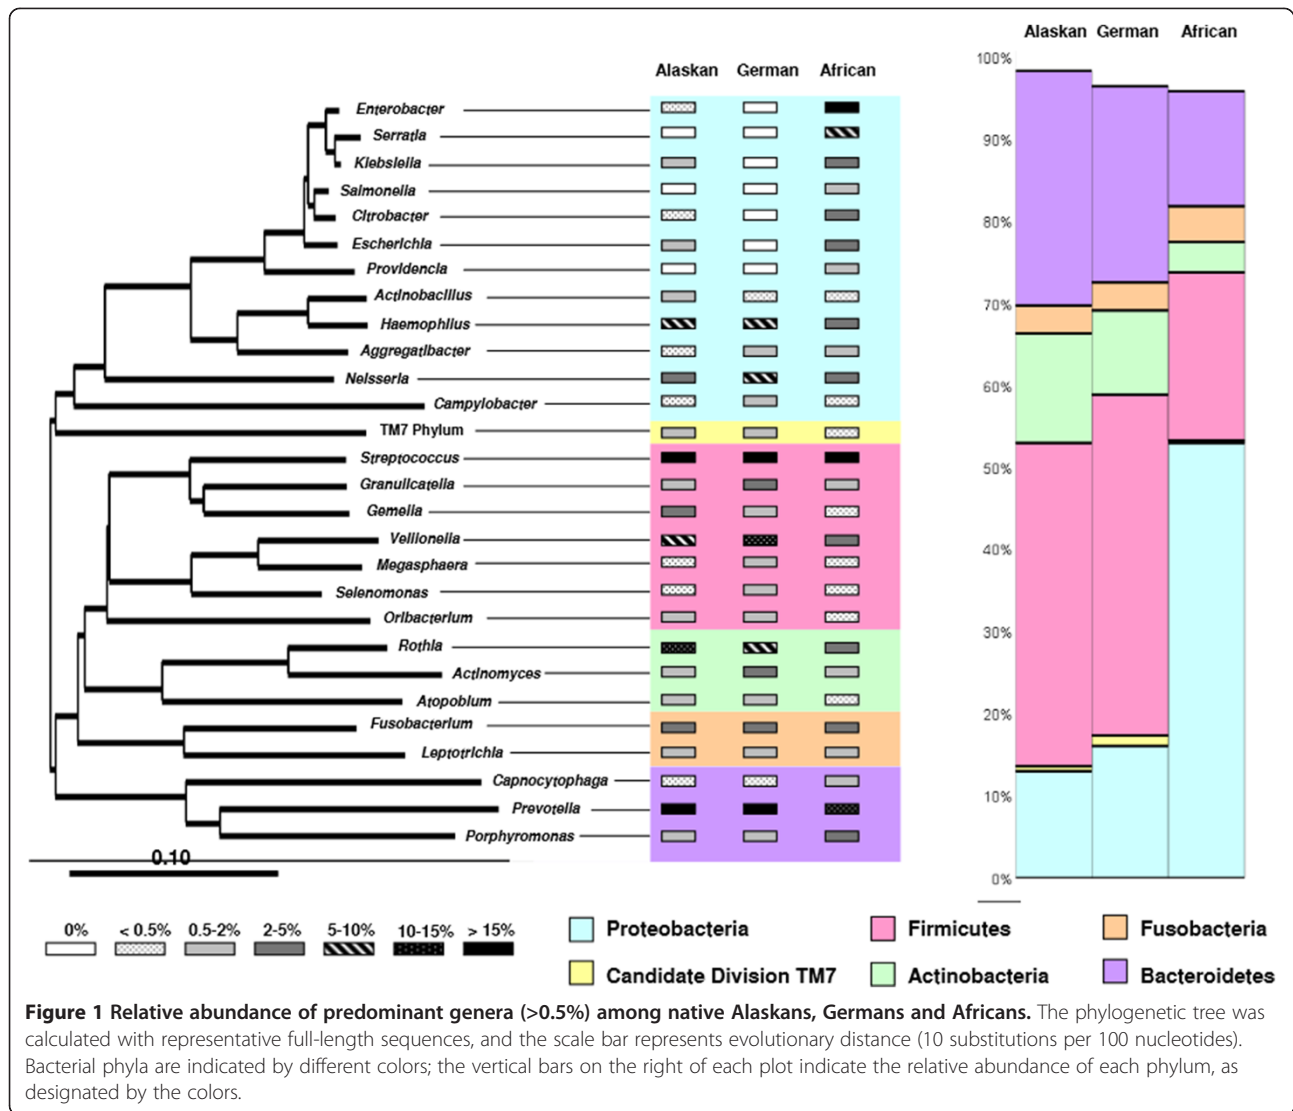 Alaskan German African
100%
Alaskan German African
Enterobacter
90%
Serratia
Klebsiella
Salmonella
80%
Citrobacter
Escherichia
Providencia
70%
Actinobacillus
Haemophilus
Aggregatibacter
60%
Neisseria
Campylobacter
TM7 Phylum
50%
Streptococcus
Granulicatella
Gemella
40%
Veillonella
Megasphaera
Selenomonas
30%
Oribacterium
Rothia
Actinomyces
20%
Atopobium
Fusobacterium
Leptotrichia
10%
Capnocytophaga
Prevotella
Porphyromonas
0.10
0%
0% < 0.5% 0.5-2% 2-5% 5-10% 10-15% > 15%
Proteobacteria Firmicutes Fusobacteria
Candidate Division TM7 Actinobacteria Bacteroidetes
Figure 1 Relative abundance of predominant genera (>0.5%) among native Alaskans, Germans and Africans. The phylogenetic tree was
calculated with representative full-length sequences, and the scale bar represents evolutionary distance (10 substitutions per 100 nucleotides).
Bacterial phyla are indicated by different colors; the vertical bars on the right of each plot indicate the relative abundance of each phylum, as
designated by the colors.